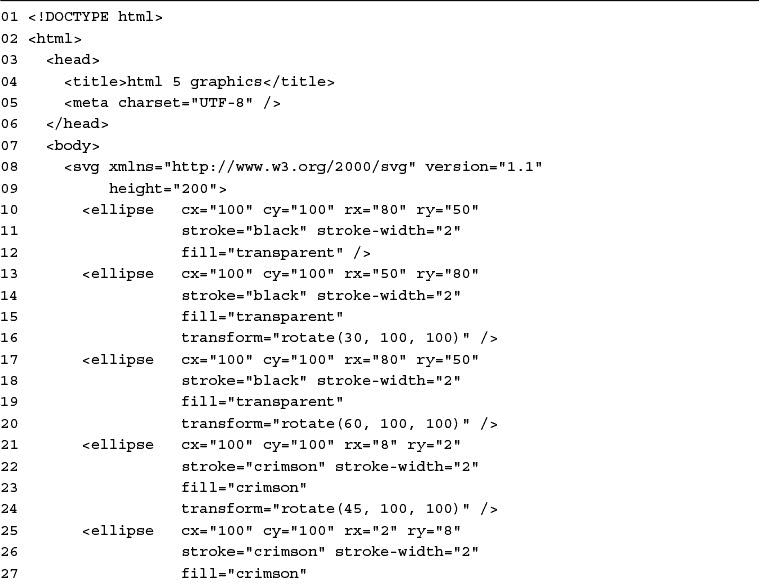 01 <!DOCTYPE html>
02 <html>
03   <head>
04     <title>html 5 graphics</title>
05     <meta charset="UTF-8" />
06   </head>
07   <body>
08     <svg xmlns="http://www.w3.org/2000/svg" version="1.1"
09          height="200">
10       <ellipse   cx="100" cy="100" rx="80" ry="50"
11                  stroke="black" stroke-width="2"
12                  fill="transparent" />
13       <ellipse   cx="100" cy="100" rx="50" ry="80"
14                  stroke="black" stroke-width="2"
15                  fill="transparent"
16                  transform="rotate(30, 100, 100)" />
17       <ellipse   cx="100" cy="100" rx="80" ry="50"
18                  stroke="black" stroke-width="2"
19                  fill="transparent"
20                  transform="rotate(60, 100, 100)" />
21       <ellipse   cx="100" cy="100" rx="8" ry="2"
22                  stroke="crimson" stroke-width="2"
23                  fill="crimson"
24                  transform="rotate(45, 100, 100)" />
25       <ellipse   cx="100" cy="100" rx="2" ry="8"
26                  stroke="crimson" stroke-width="2"
27                  fill="crimson"